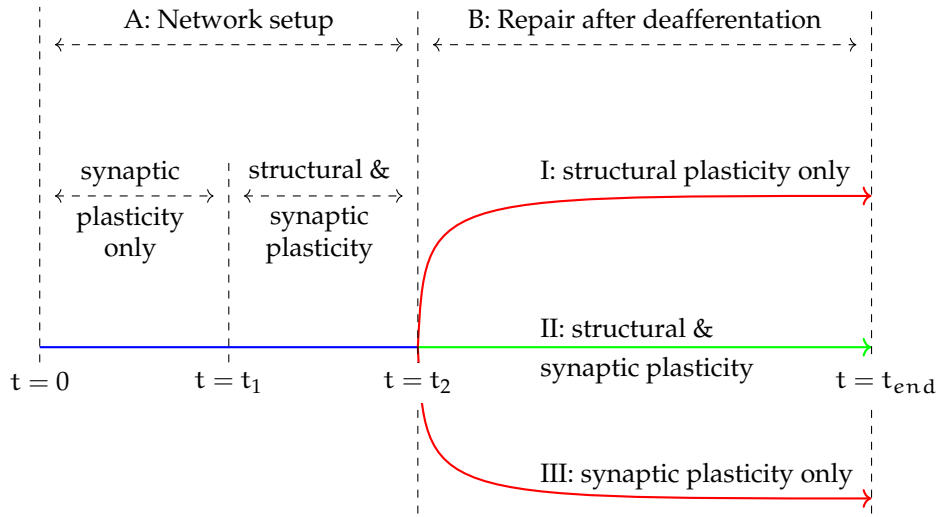 A: Network setup
B: Repair after deafferentation
synaptic
plasticity
only
structural &
synaptic
plasticity
I: structural plasticity only
II: structural &
synaptic plasticity
t = 0
t = t₁
t = t₂
t = tₑₙd
III: synaptic plasticity only